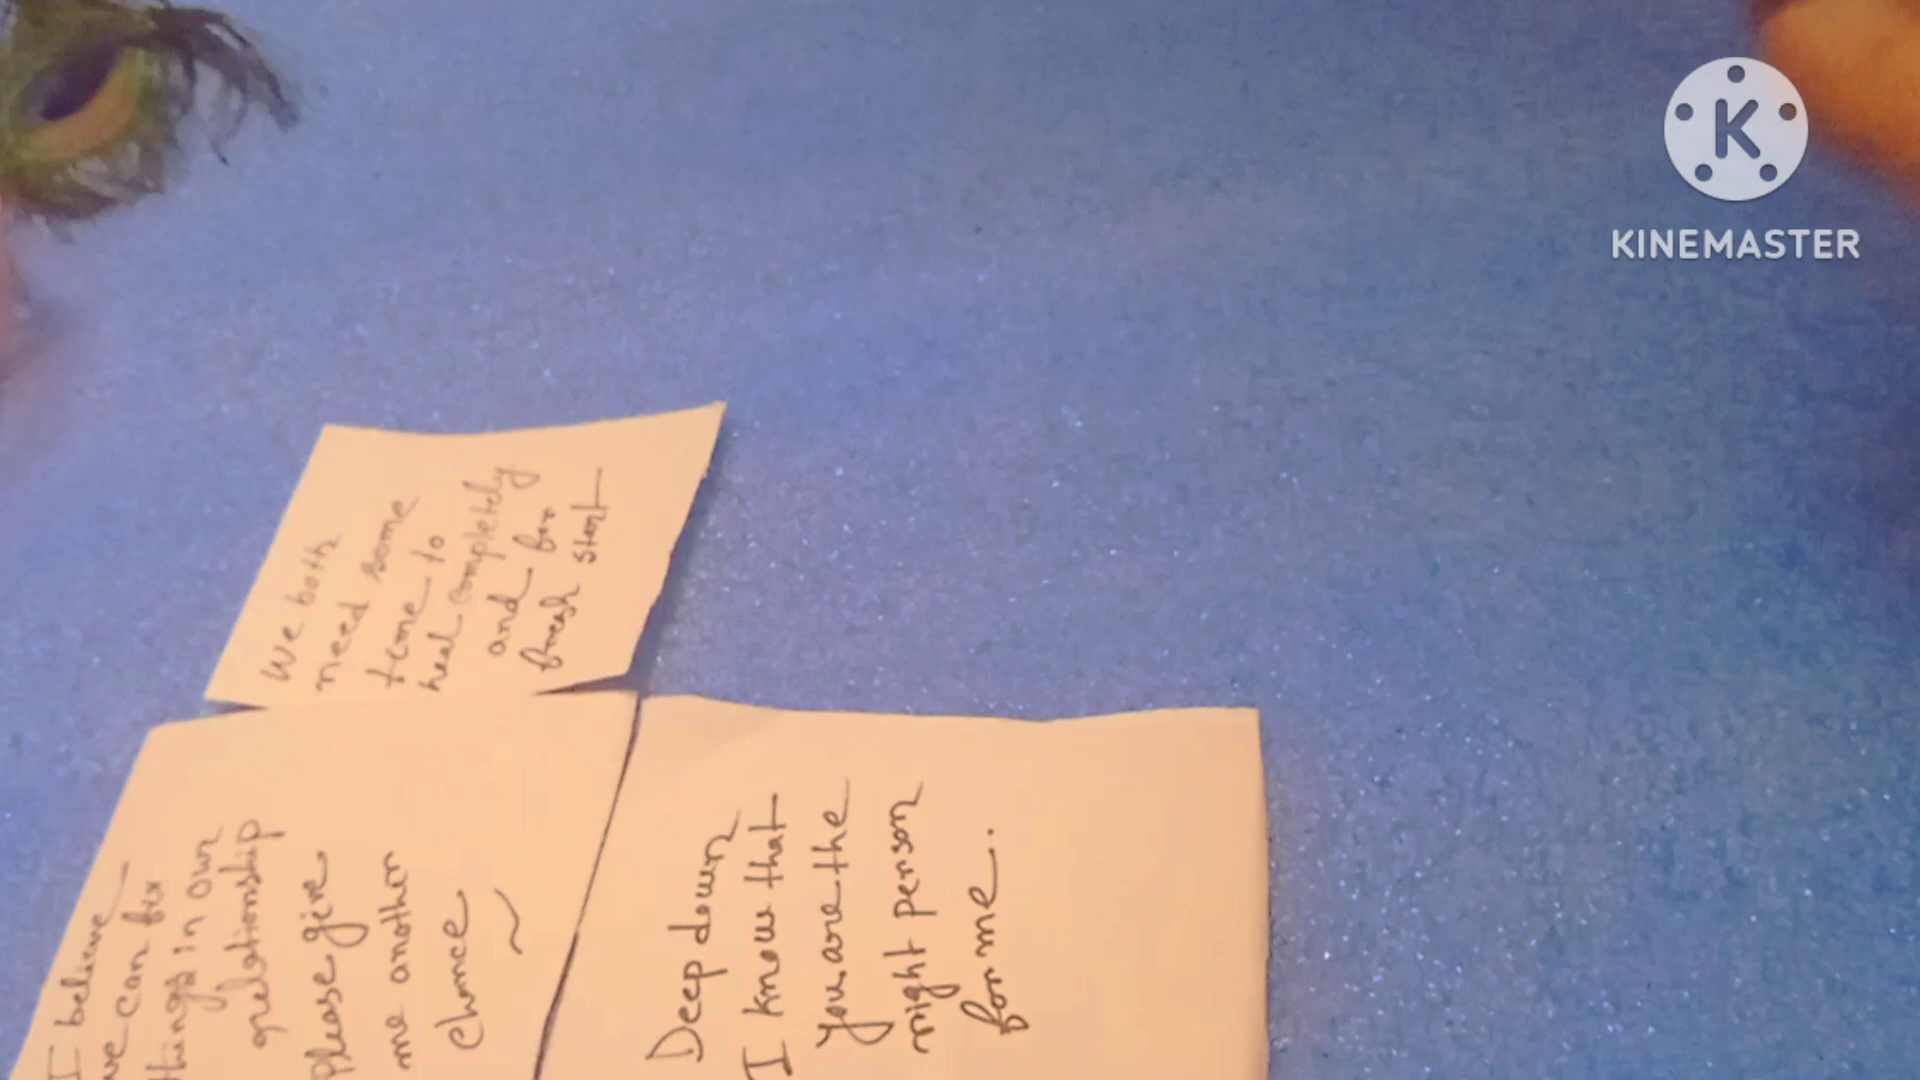 KINEMASTER
We both
need some
teme to
heal completely
and for
fresh start
I believe
we can fix
things in our
relationship
please give
me another
chance
Deep down
I know that
you are the
right person
for me.